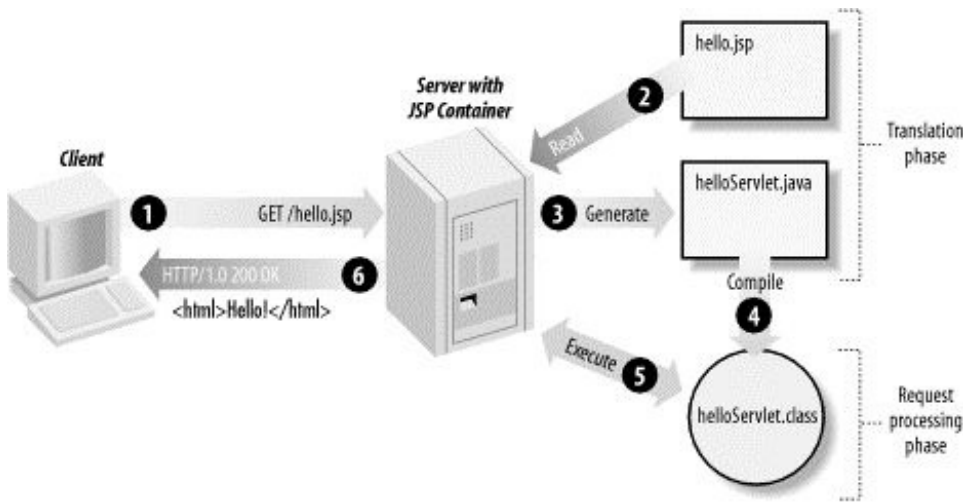 hello.jsp
Server with
JSP Container
2
Read
Translation
phase
Client
helloServlet.java
1
GET /hello.jsp
3
Generate
HTTP/1.0 200 OK
6
<html>Hello!</html>
Compile
4
Execute
5
helloServlet.class
Request
processing
phase